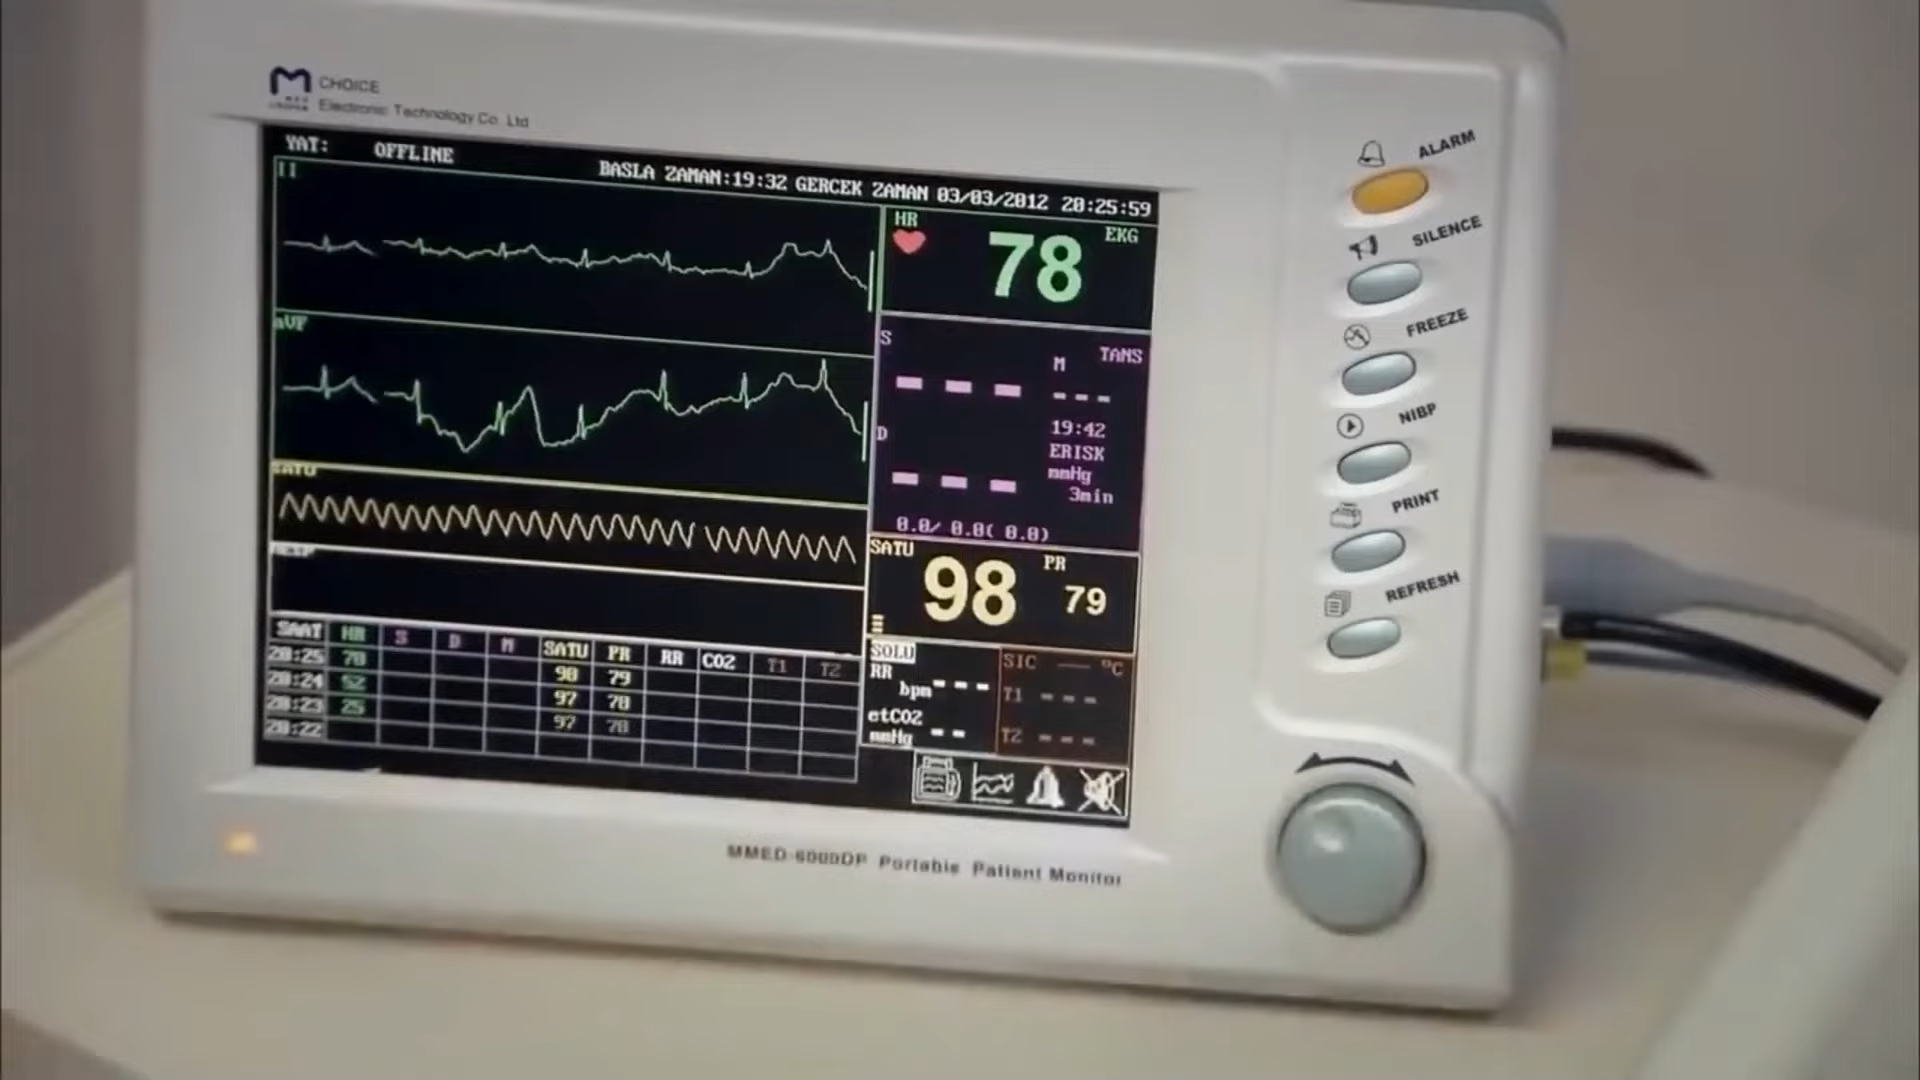 CHOICE
Electronic Technology Co. Ltd
YAT: OFFLINE
BASLA ZAMAN:19:32 GERCEK ZAMAN 03/03/2012 20:25:59
II
aVF
SATU
HR EKG
78
S M TANS
--- ---
19:42
D ERISK
mmHg
--- 3min
0.0/ 0.0( 0.0)
SATU PR
98 79
SOLU
RR
bpm ---
etCO2
mmHg --
SIC — °C
T1 ---
T2 ---
SAAT HR S D M SATU PR RR CO2 T1 T2
20:25 78 98 79
20:24 52 97 78
20:23 25 97 78
20:22
MMED-6000DP Portable Patient Monitor
ALARM
SILENCE
FREEZE
NIBP
PRINT
REFRESH